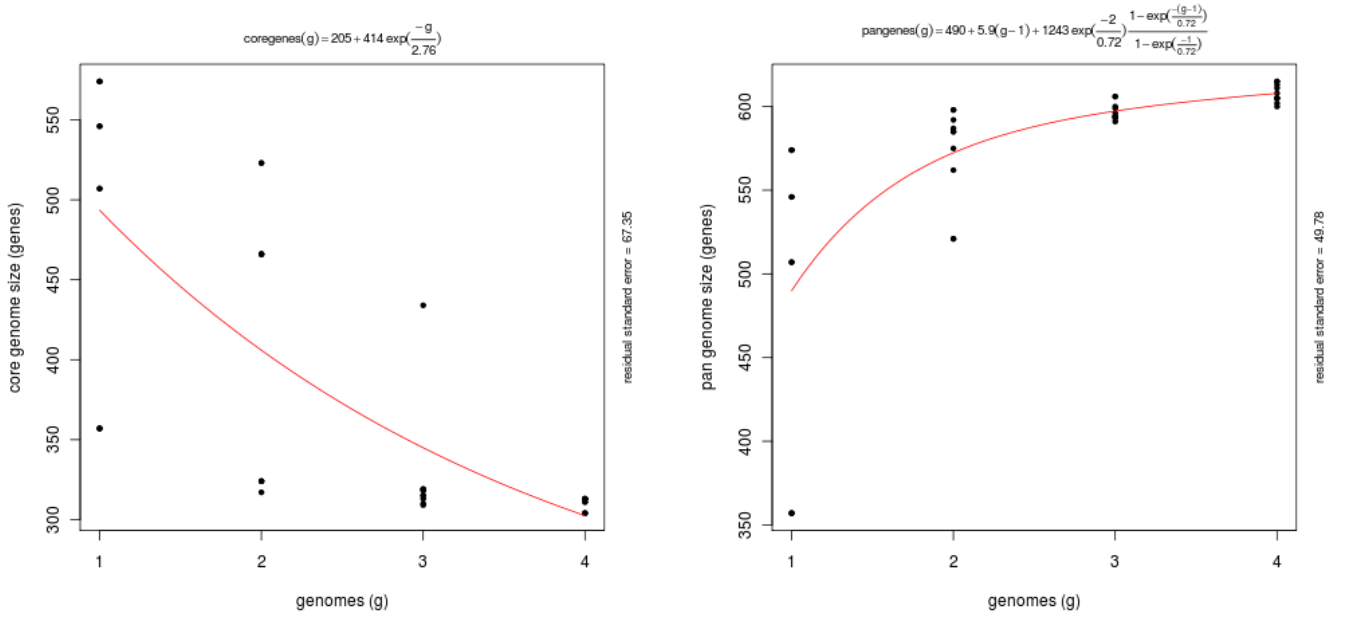 coregenes(g) = 205 + 414 exp(−g/2.76)
550
500
450
400
350
300
core genome size (genes)
1 2 3 4
genomes (g)
residual standard error = 67.35
pangenes(g) = 490 + 5.9(g−1) + 1243 exp(−2/0.72) (1−exp(−(g−1)/0.72))/(1−exp(−1/0.72))
600
550
500
450
400
350
pan genome size (genes)
1 2 3 4
genomes (g)
residual standard error = 49.78